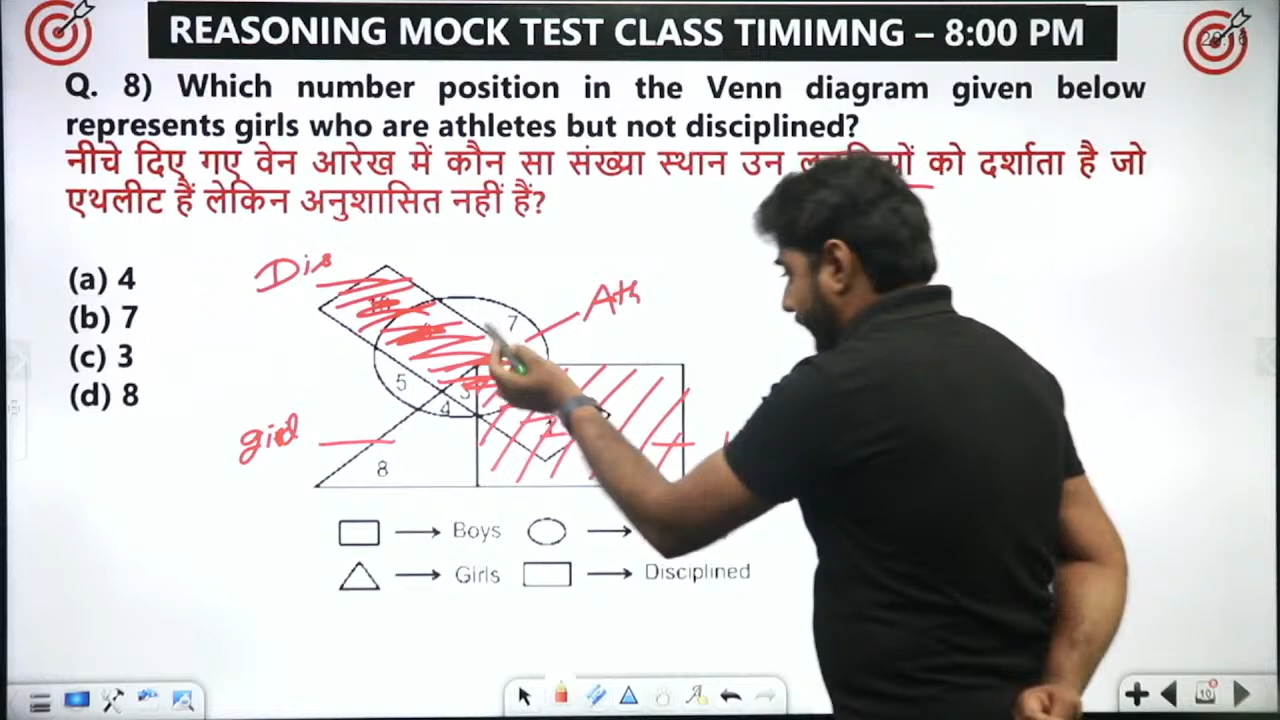 REASONING MOCK TEST CLASS TIMIMNG – 8:00 PM
Q. 8) Which number position in the Venn diagram given below
represents girls who are athletes but not disciplined?
नीचे दिए गए वेन आरेख में कौन सा संख्या स्थान उन को दर्शाता है जो
एथलीट हैं लेकिन अनुशासित नहीं हैं?
(a) 4
(b) 7
(c) 3
(d) 8
Dis
Ath
7
5
3
4
girl
8
Boys
Girls
Disciplined